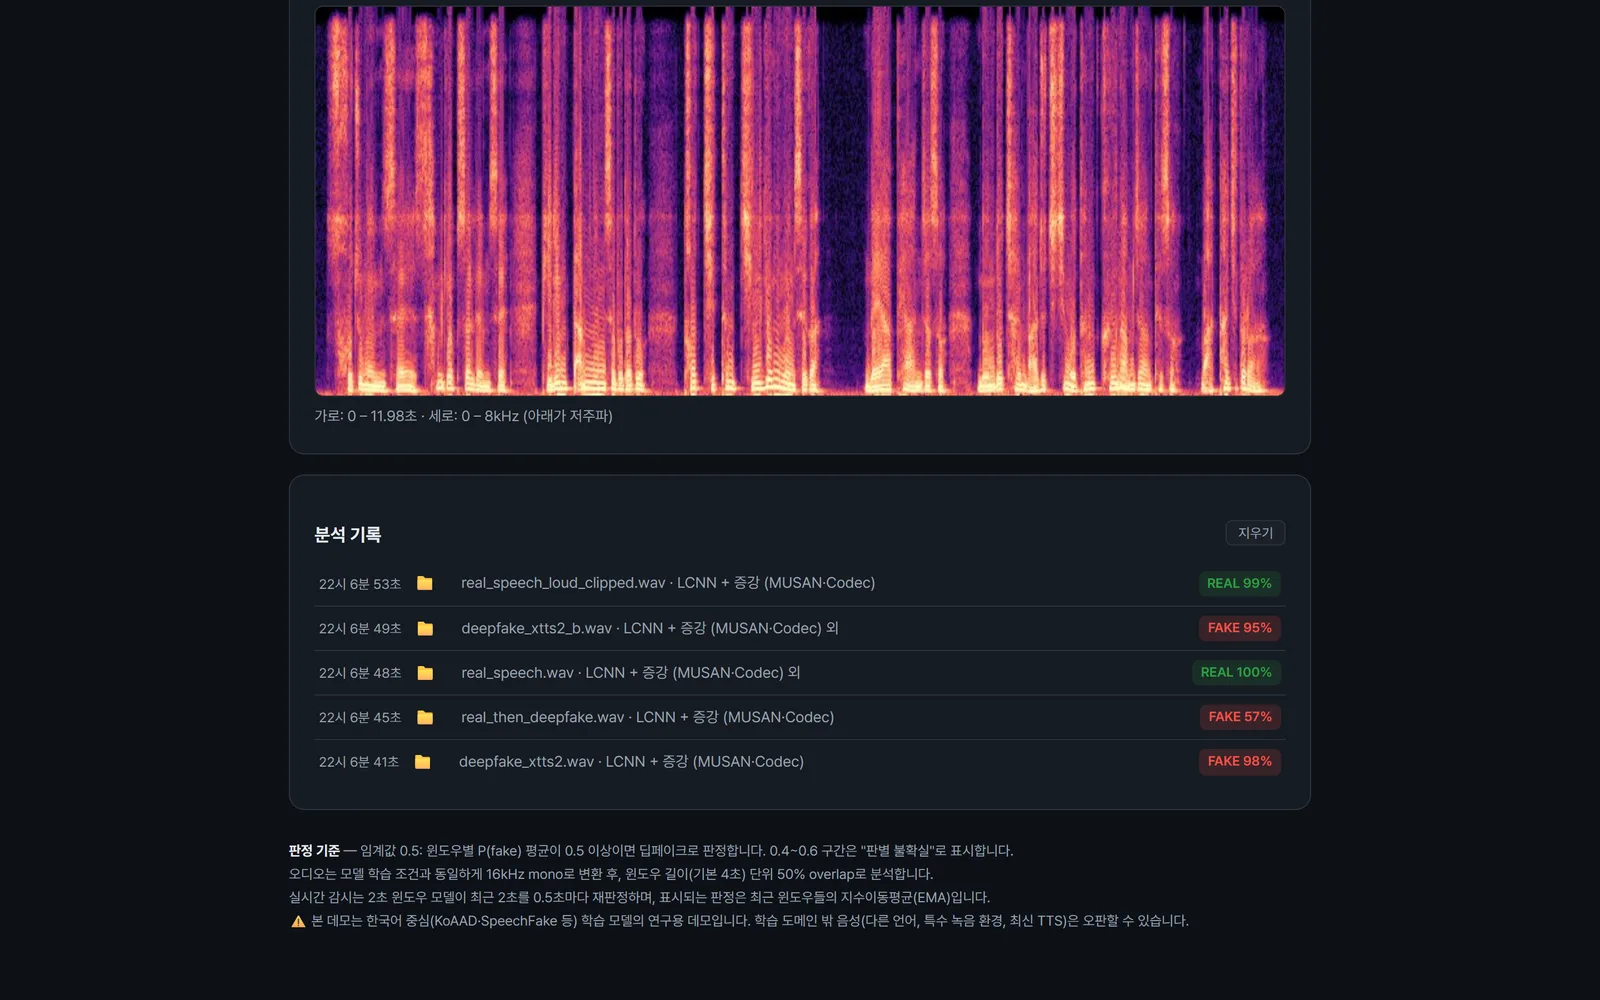 가로: 0 – 11.98초 · 세로: 0 – 8kHz (아래가 저주파)
분석 기록
지우기
22시 6분 53초 real_speech_loud_clipped.wav · LCNN + 증강 (MUSAN·Codec) REAL 99%
22시 6분 49초 deepfake_xtts2_b.wav · LCNN + 증강 (MUSAN·Codec) 외 FAKE 95%
22시 6분 48초 real_speech.wav · LCNN + 증강 (MUSAN·Codec) 외 REAL 100%
22시 6분 45초 real_then_deepfake.wav · LCNN + 증강 (MUSAN·Codec) FAKE 57%
22시 6분 41초 deepfake_xtts2.wav · LCNN + 증강 (MUSAN·Codec) FAKE 98%
판정 기준 — 임계값 0.5: 윈도우별 P(fake) 평균이 0.5 이상이면 딥페이크로 판정합니다. 0.4~0.6 구간은 "판별 불확실"로 표시합니다.
오디오는 모델 학습 조건과 동일하게 16kHz mono로 변환 후, 윈도우 길이(기본 4초) 단위 50% overlap로 분석합니다.
실시간 감시는 2초 윈도우 모델이 최근 2초를 0.5초마다 재판정하며, 표시되는 판정은 최근 윈도우들의 지수이동평균(EMA)입니다.
⚠️ 본 데모는 한국어 중심(KoAAD·SpeechFake 등) 학습 모델의 연구용 데모입니다. 학습 도메인 밖 음성(다른 언어, 특수 녹음 환경, 최신 TTS)은 오판할 수 있습니다.